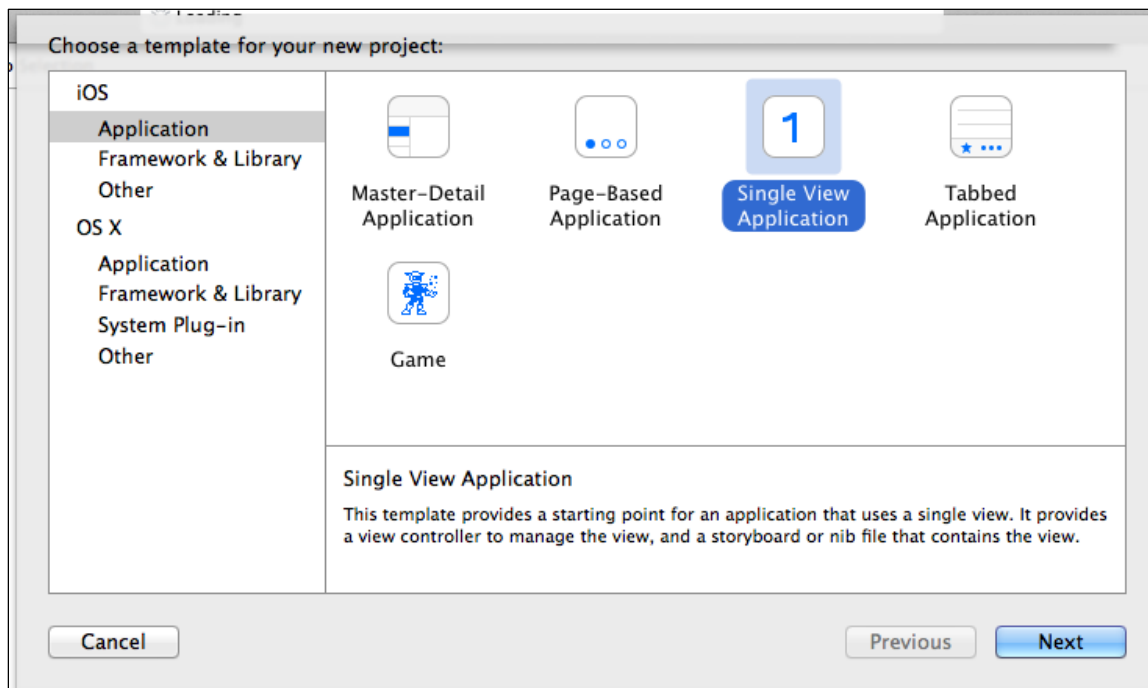 Loading
Choose a template for your new project:
iOS
Application
Framework & Library
Other
OS X
Application
Framework & Library
System Plug-in
Other
Master-Detail
Application
Page-Based
Application
1
Single View
Application
Tabbed
Application
Game
Single View Application
This template provides a starting point for an application that uses a single view. It provides
a view controller to manage the view, and a storyboard or nib file that contains the view.
Cancel
Previous
Next